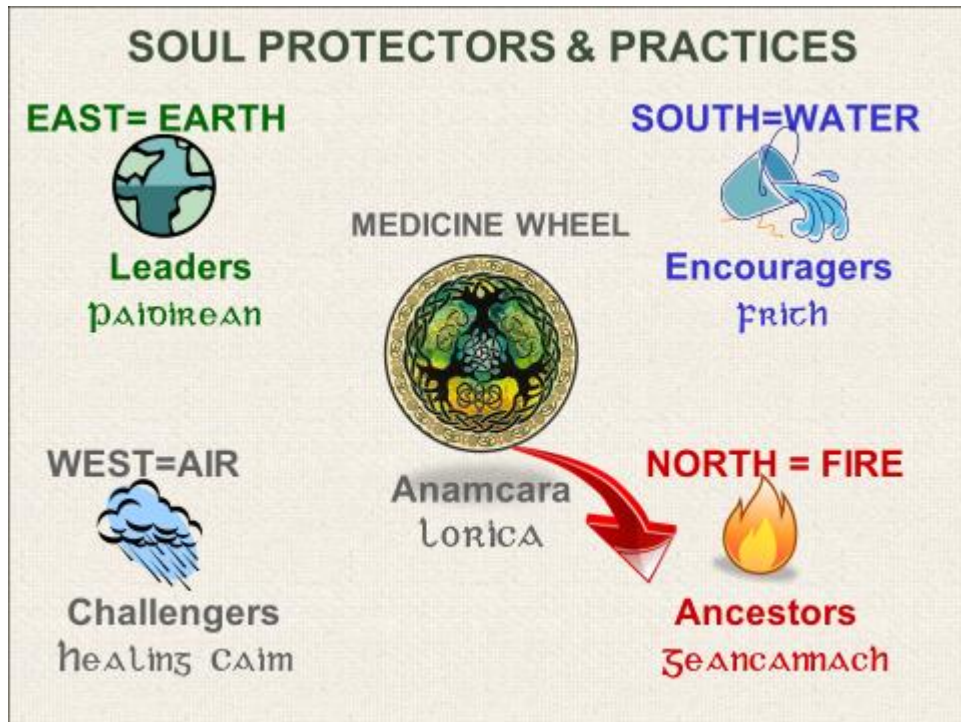 SOUL PROTECTORS & PRACTICES
EAST= EARTH
Leaders
Paidirean
SOUTH=WATER
Encouragers
Frith
MEDICINE WHEEL
Anamcara
Lorica
WEST=AIR
Challengers
Healing Caim
NORTH = FIRE
Ancestors
Geancannach